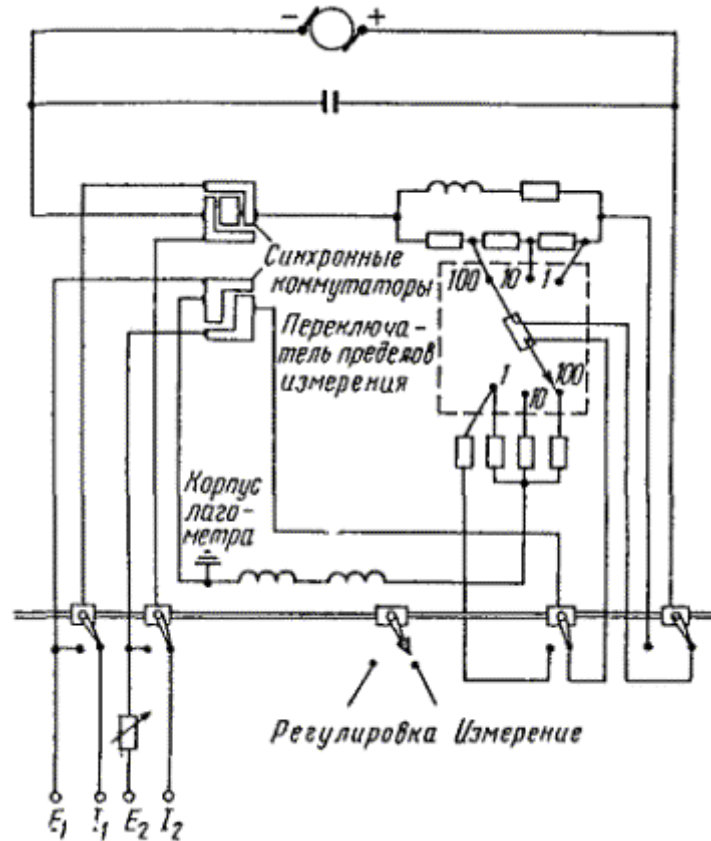 - +
Синхронные
коммутаторы
100 10 1
Переключа-
тель пределов
измерения
1 10 100
Корпус
лаго-
метра
Регулировка Измерение
E1 I1 E2 I2